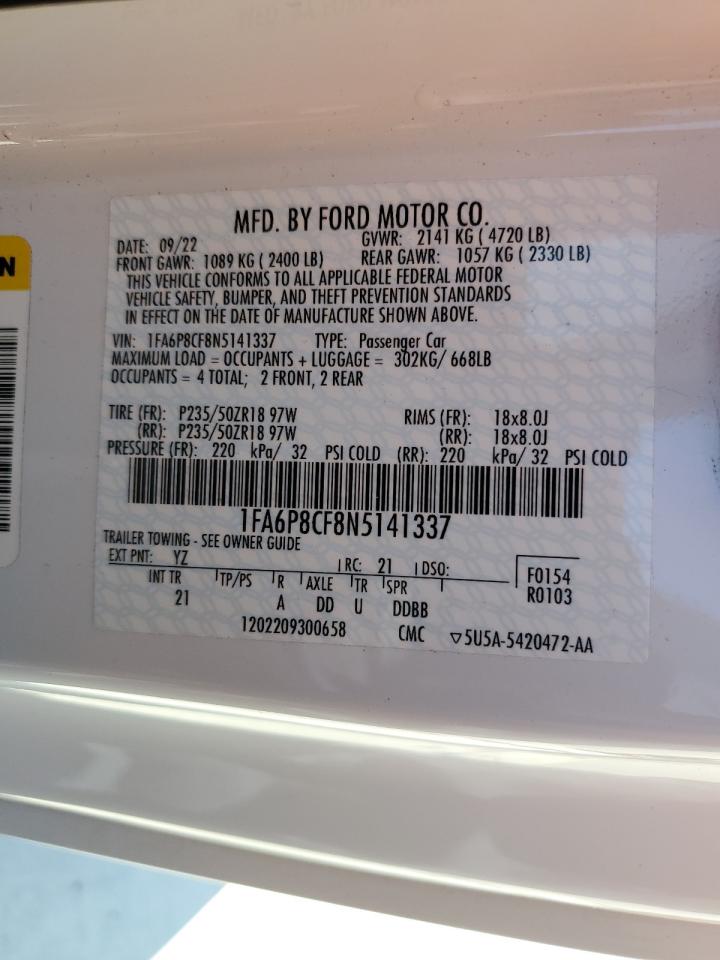 MFD. BY FORD MOTOR CO.
DATE: 09/22 GVWR: 2141 KG ( 4720 LB)
FRONT GAWR: 1089 KG ( 2400 LB) REAR GAWR: 1057 KG ( 2330 LB)
THIS VEHICLE CONFORMS TO ALL APPLICABLE FEDERAL MOTOR
VEHICLE SAFETY, BUMPER, AND THEFT PREVENTION STANDARDS
IN EFFECT ON THE DATE OF MANUFACTURE SHOWN ABOVE.
VIN: 1FA6P8CF8N5141337 TYPE: Passenger Car
MAXIMUM LOAD = OCCUPANTS + LUGGAGE = 302KG/ 668LB
OCCUPANTS = 4 TOTAL; 2 FRONT, 2 REAR
TIRE (FR): P235/50ZR18 97W RIMS (FR): 18x8.0J
(RR): P235/50ZR18 97W (RR): 18x8.0J
PRESSURE (FR): 220 kPa/ 32 PSI COLD (RR): 220 kPa/ 32 PSI COLD
1FA6P8CF8N5141337
TRAILER TOWING - SEE OWNER GUIDE
EXT PNT: YZ RC: 21 DSO: F0154
INT TR TP/PS R AXLE TR SPR R0103
21 A DD U DDBB
1202209300658 CMC ▽5U5A-5420472-AA
N